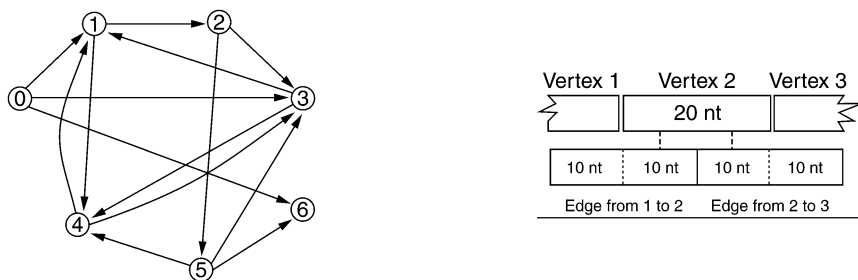 1
2
0
3
4
6
5
Vertex 1 Vertex 2 Vertex 3
20 nt
10 nt 10 nt 10 nt 10 nt
Edge from 1 to 2 Edge from 2 to 3